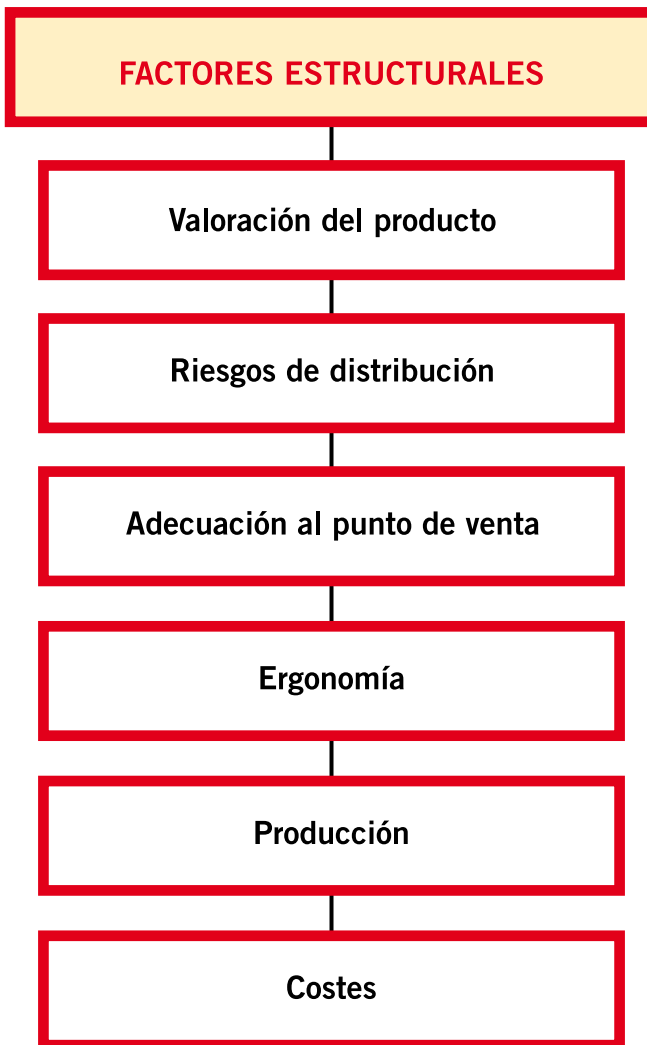 FACTORES ESTRUCTURALES
Valoración del producto
Riesgos de distribución
Adecuación al punto de venta
Ergonomía
Producción
Costes